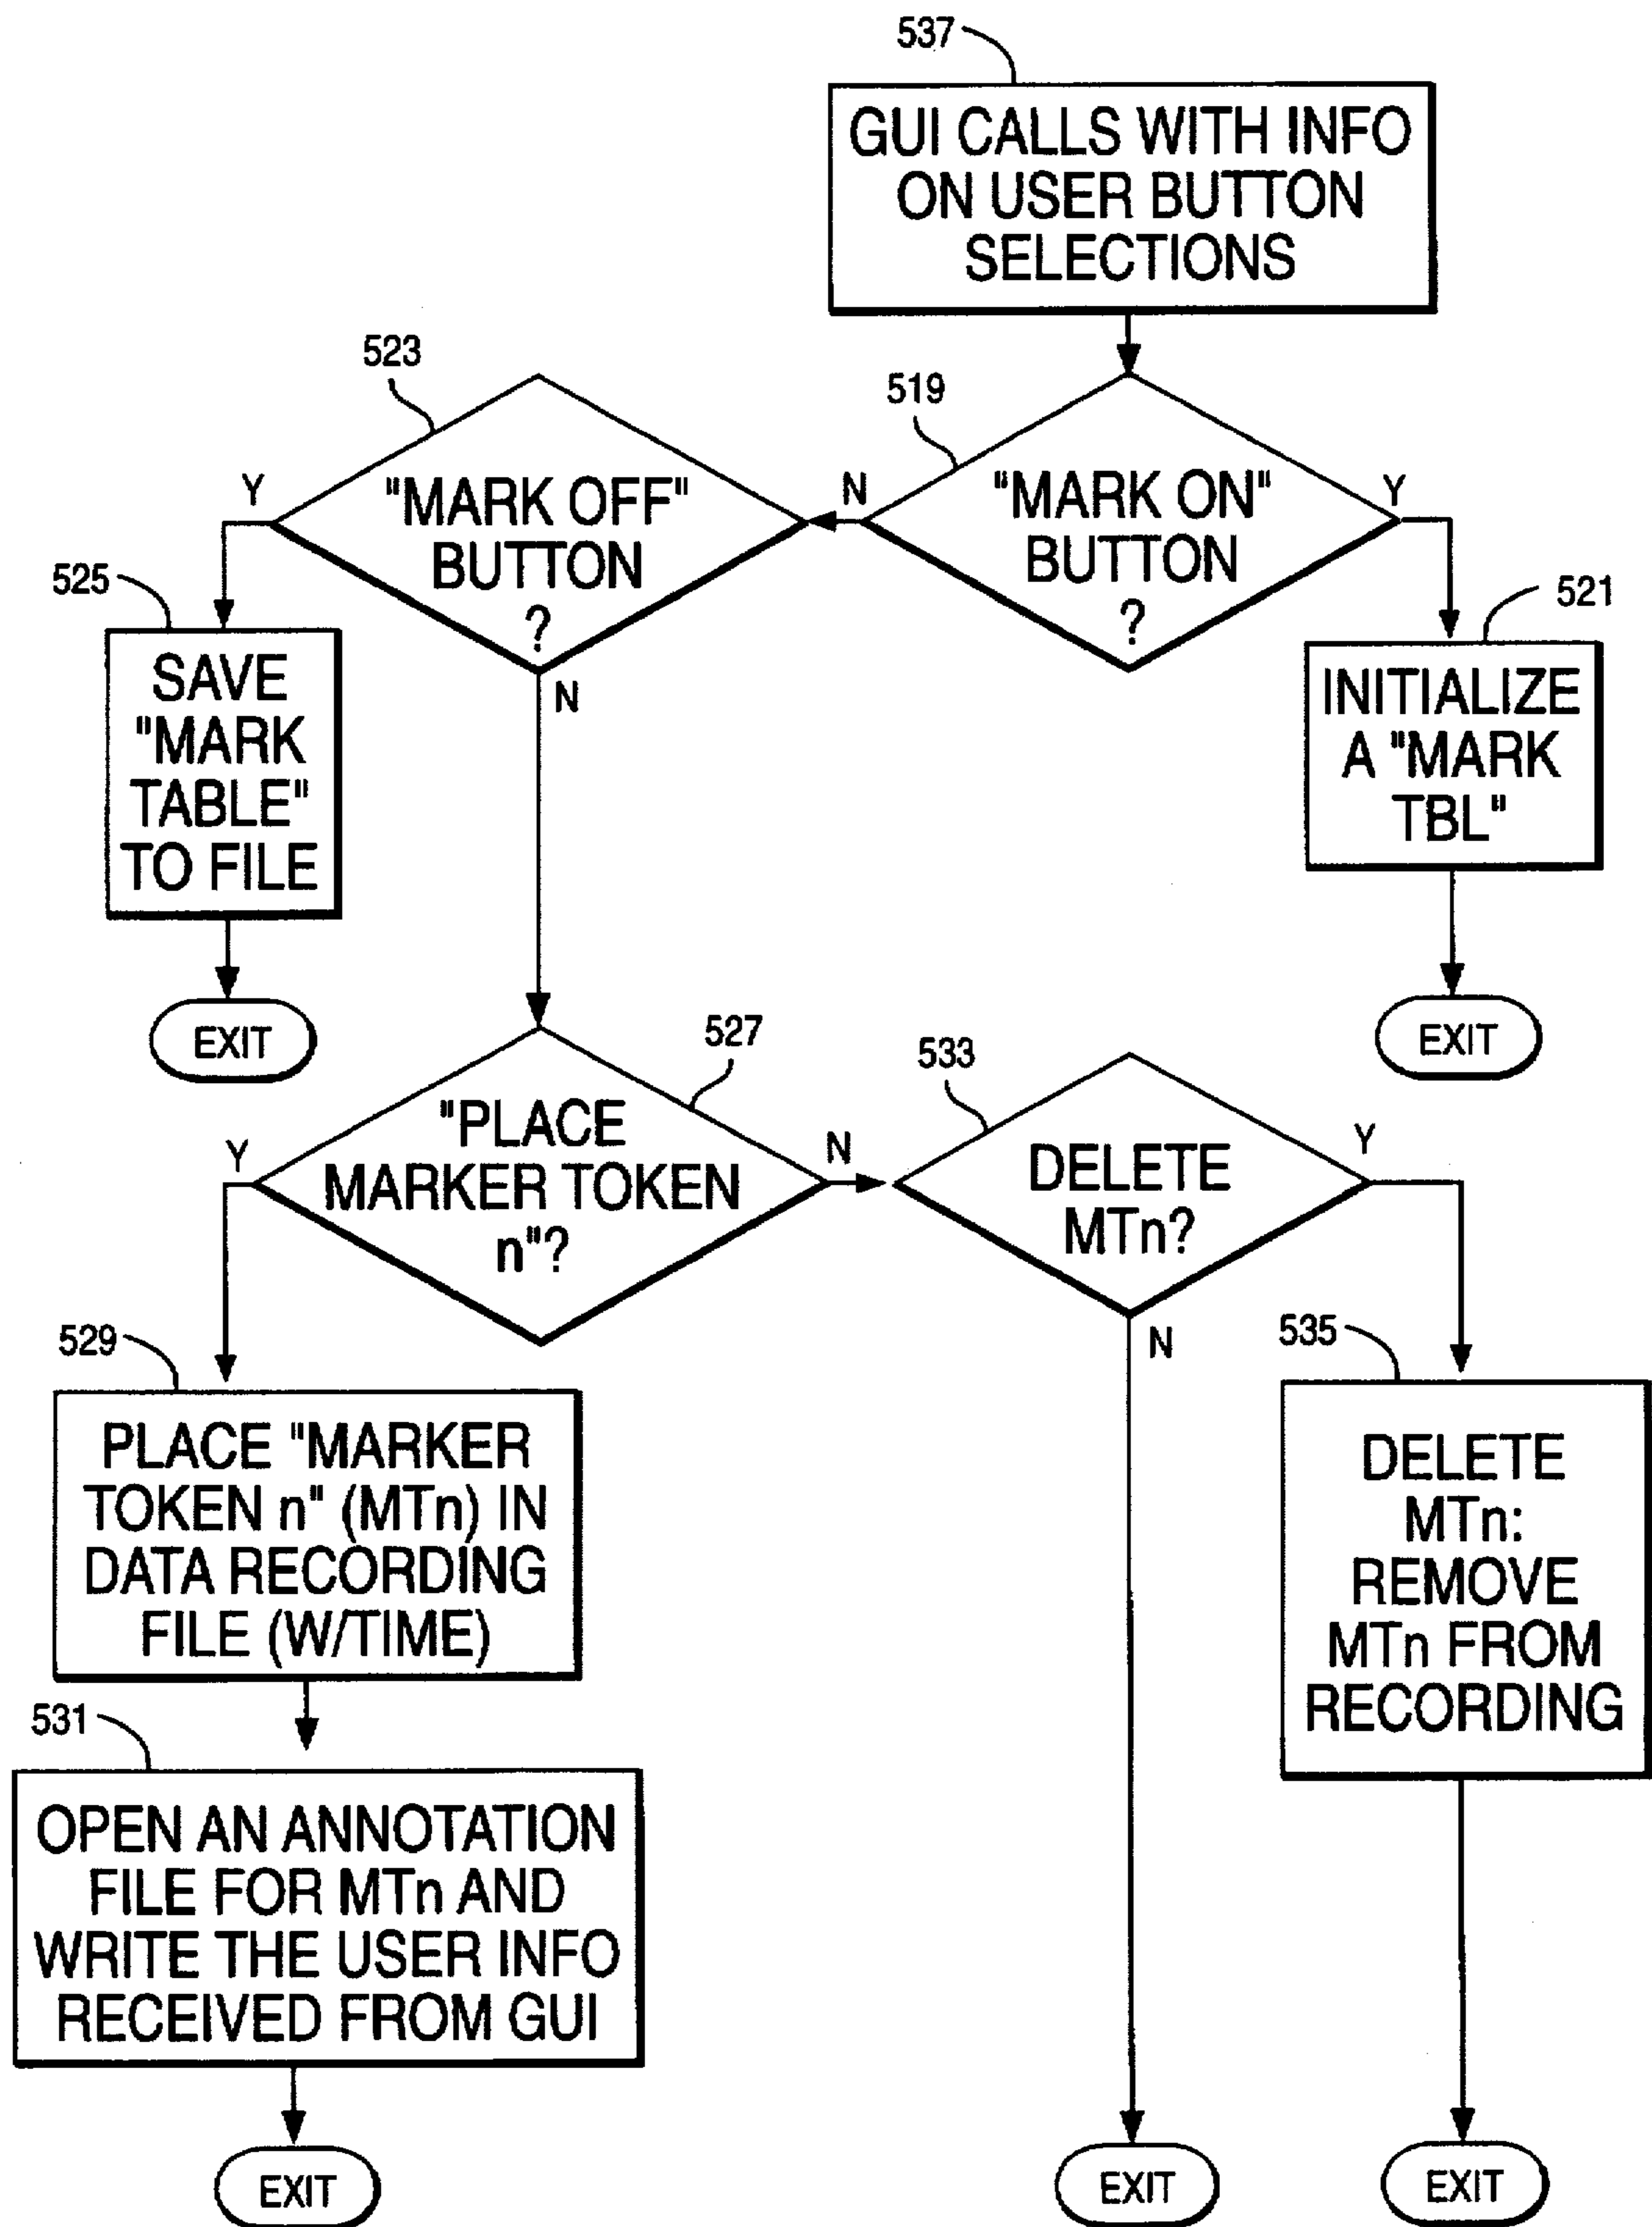 537
GUI CALLS WITH INFO
ON USER BUTTON
SELECTIONS
523
519
Y
"MARK OFF"
BUTTON
?
N
N
"MARK ON"
BUTTON
?
Y
525
SAVE
"MARK
TABLE"
TO FILE
521
INITIALIZE
A "MARK
TBL"
EXIT
EXIT
527
533
Y
"PLACE
MARKER TOKEN
n"?
N
DELETE
MTn?
Y
N
529
PLACE "MARKER
TOKEN n" (MTn) IN
DATA RECORDING
FILE (W/TIME)
535
DELETE
MTn:
REMOVE
MTn FROM
RECORDING
531
OPEN AN ANNOTATION
FILE FOR MTn AND
WRITE THE USER INFO
RECEIVED FROM GUI
EXIT
EXIT
EXIT